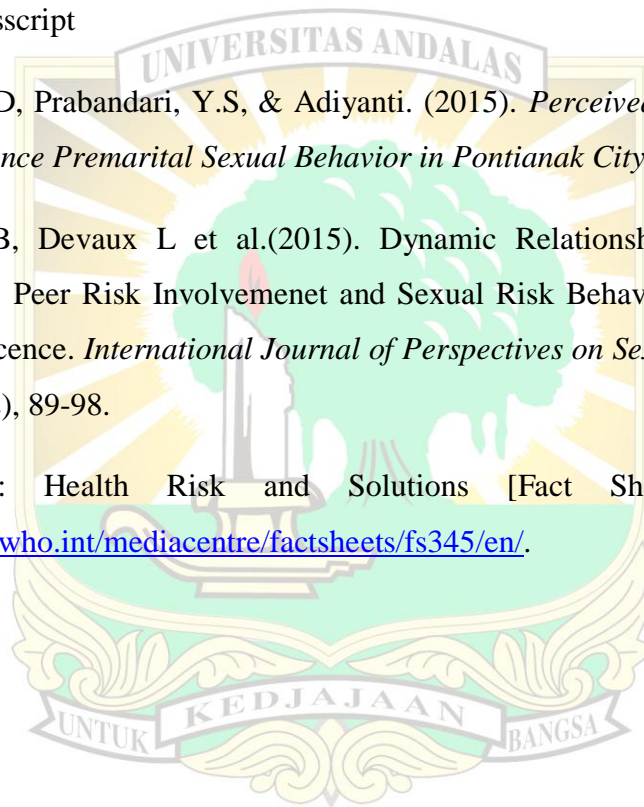 sscript
UNIVERSITAS ANDALAS
D, Prabandari, Y.S, & Adiyanti. (2015). Perceived
nce Premarital Sexual Behavior in Pontianak City
B, Devaux L et al.(2015). Dynamic Relationsh
Peer Risk Involvemenet and Sexual Risk Behav
cence. International Journal of Perspectives on Se
), 89-98.
: Health Risk and Solutions [Fact Sh
who.int/mediacentre/factsheets/fs345/en/.
UNTUK KEDJAJAAN BANGSA